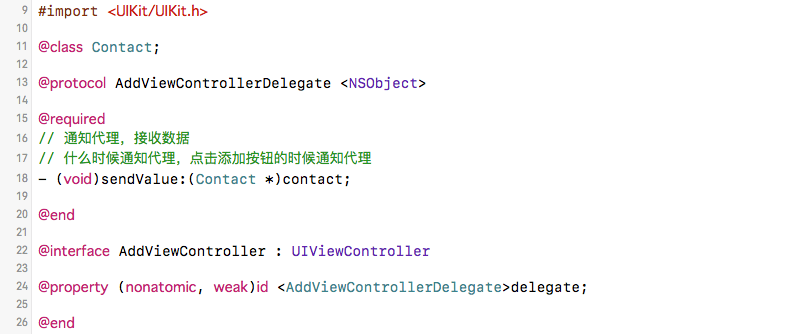 9 #import <UIKit/UIKit.h>
10
11 @class Contact;
12
13 @protocol AddViewControllerDelegate <NSObject>
14
15 @required
16 // 通知代理，接收数据
17 // 什么时候通知代理，点击添加按钮的时候通知代理
18 - (void)sendValue:(Contact *)contact;
19
20 @end
21
22 @interface AddViewController : UIViewController
23
24 @property (nonatomic, weak)id <AddViewControllerDelegate>delegate;
25
26 @end